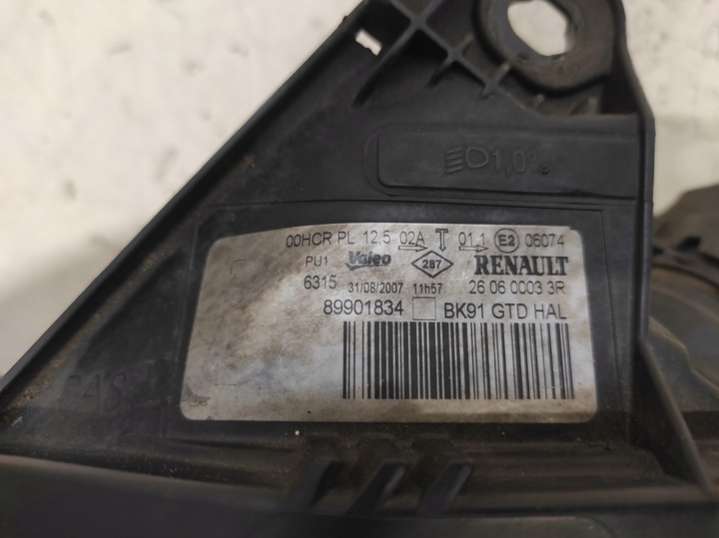 1,0%
00HCR PL 12,5 02A T 01,1 E2 06074
PU1 Valeo 287 RENAULT
6315 31/08/2007 11h57 26 06 0003 3R
89901834 BK91 GTD HAL